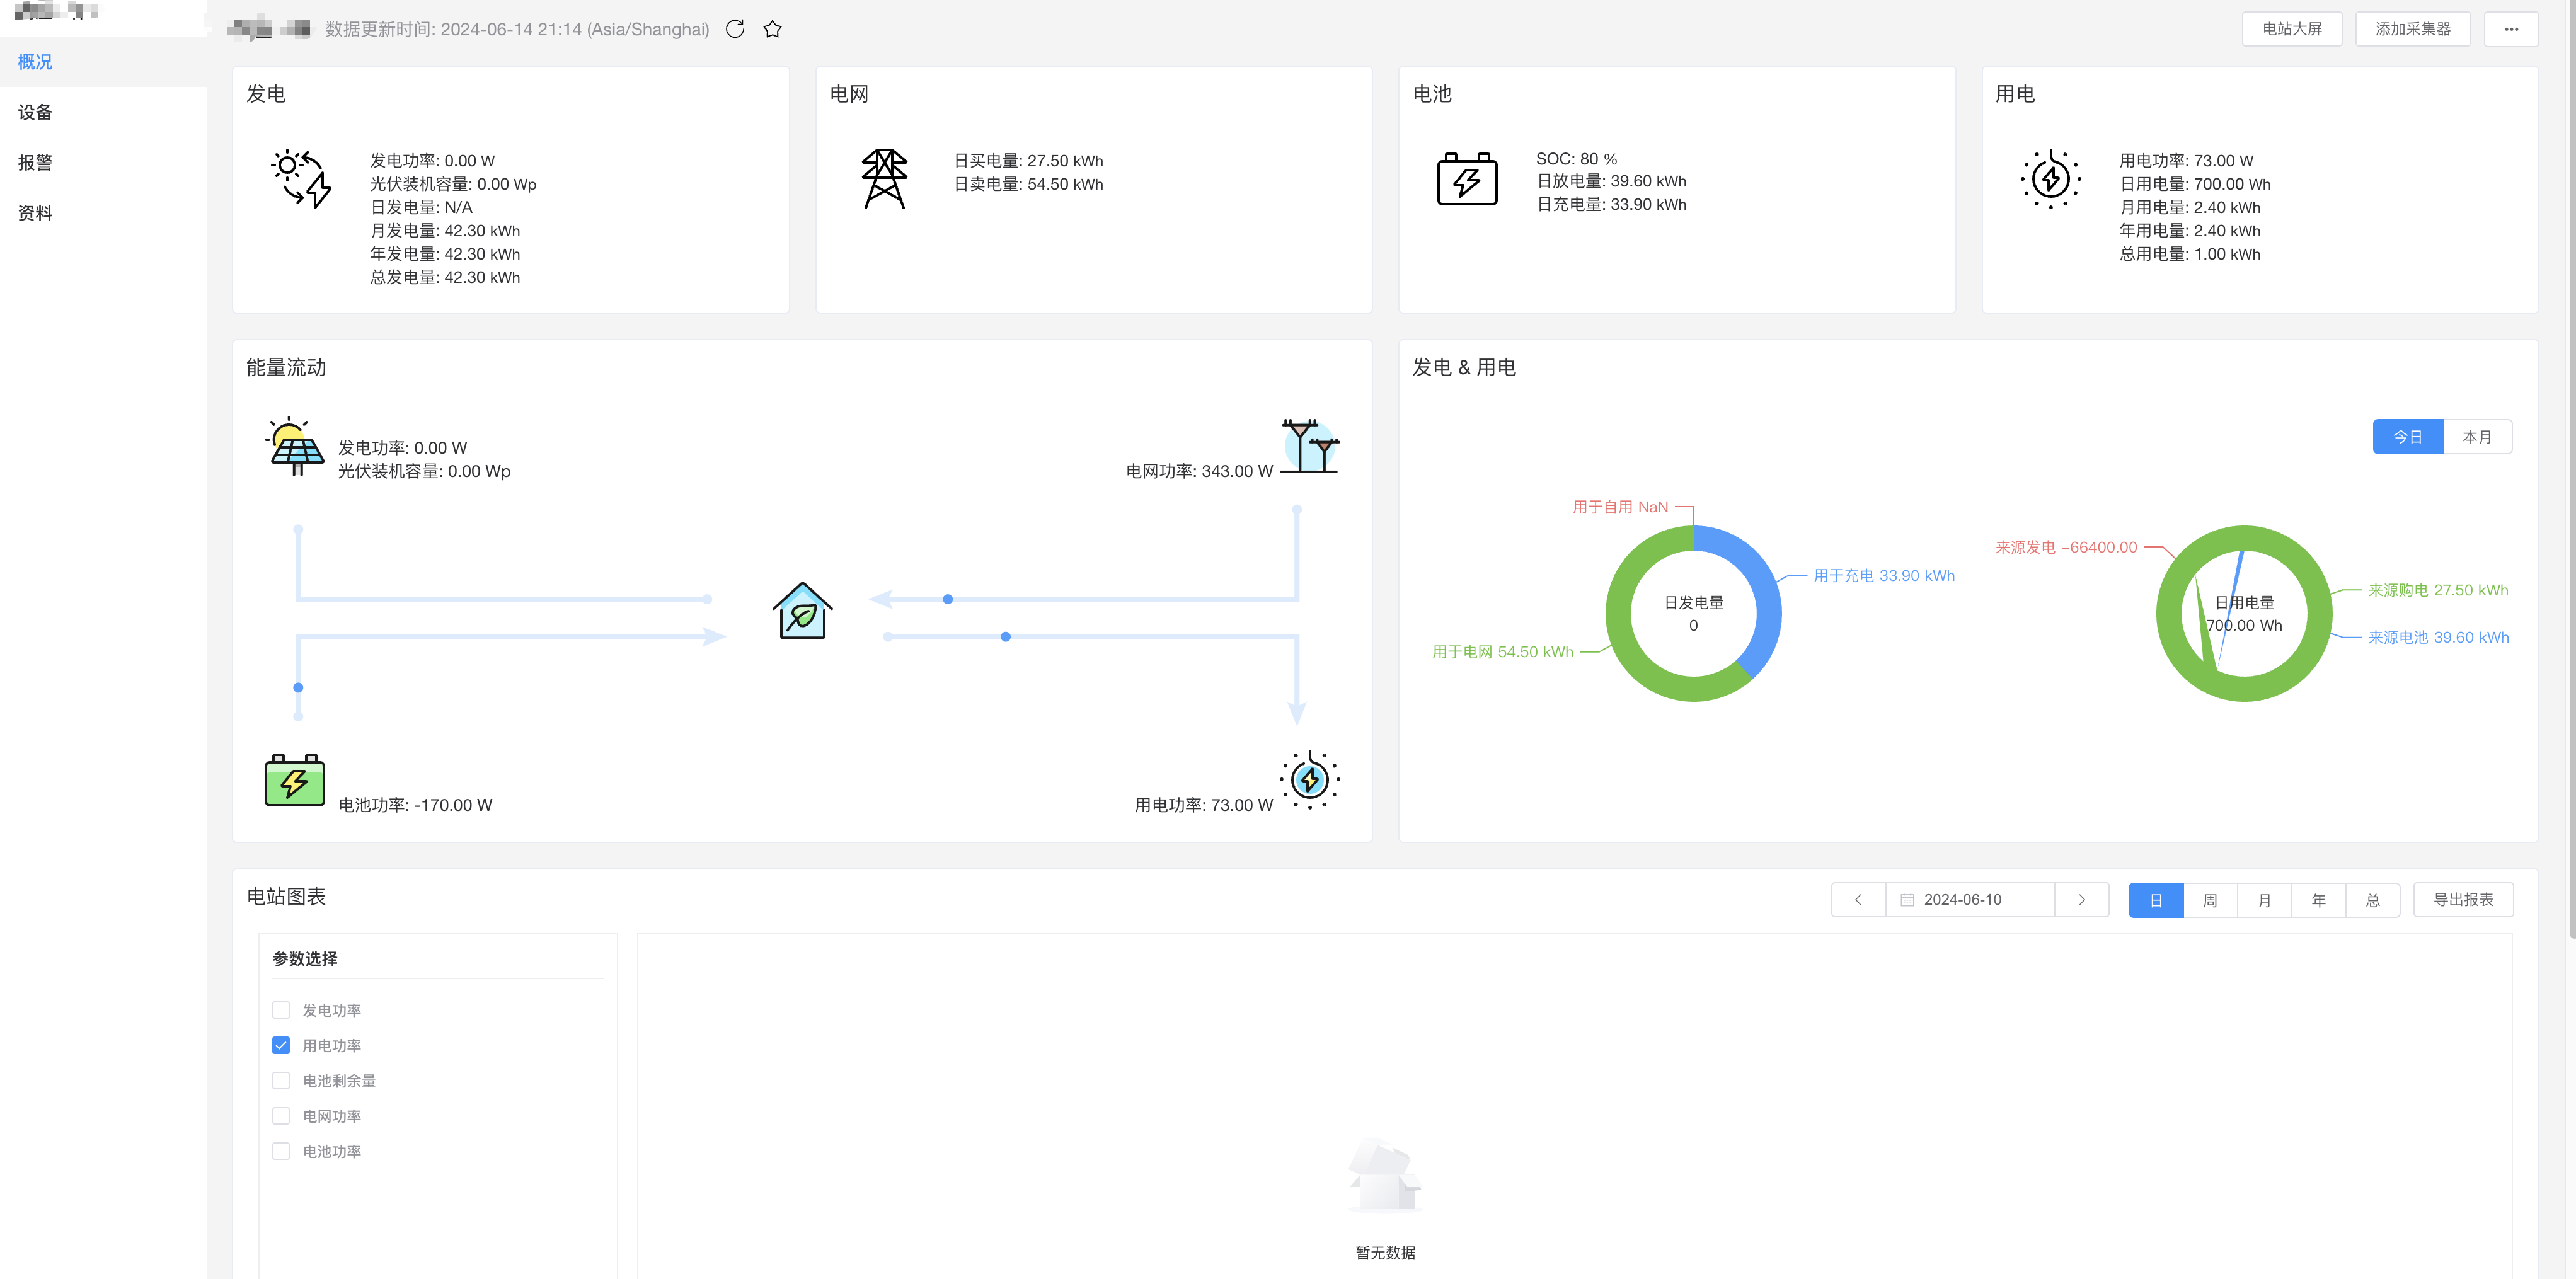 数据更新时间: 2024-06-14 21:14 (Asia/Shanghai)
电站大屏
添加采集器
...
概况
设备
报警
资料
发电
发电功率: 0.00 W
光伏装机容量: 0.00 Wp
日发电量: N/A
月发电量: 42.30 kWh
年发电量: 42.30 kWh
总发电量: 42.30 kWh
电网
日买电量: 27.50 kWh
日卖电量: 54.50 kWh
电池
SOC: 80 %
日放电量: 39.60 kWh
日充电量: 33.90 kWh
用电
用电功率: 73.00 W
日用电量: 700.00 Wh
月用电量: 2.40 kWh
年用电量: 2.40 kWh
总用电量: 1.00 kWh
能量流动
发电功率: 0.00 W
光伏装机容量: 0.00 Wp
电网功率: 343.00 W
电池功率: -170.00 W
用电功率: 73.00 W
发电 & 用电
今日
本月
用于自用 NaN
用于充电 33.90 kWh
日发电量
0
用于电网 54.50 kWh
来源发电 -66400.00
来源购电 27.50 kWh
日用电量
700.00 Wh
来源电池 39.60 kWh
电站图表
2024-06-10
日
周
月
年
总
导出报表
参数选择
发电功率
用电功率
电池剩余量
电网功率
电池功率
暂无数据